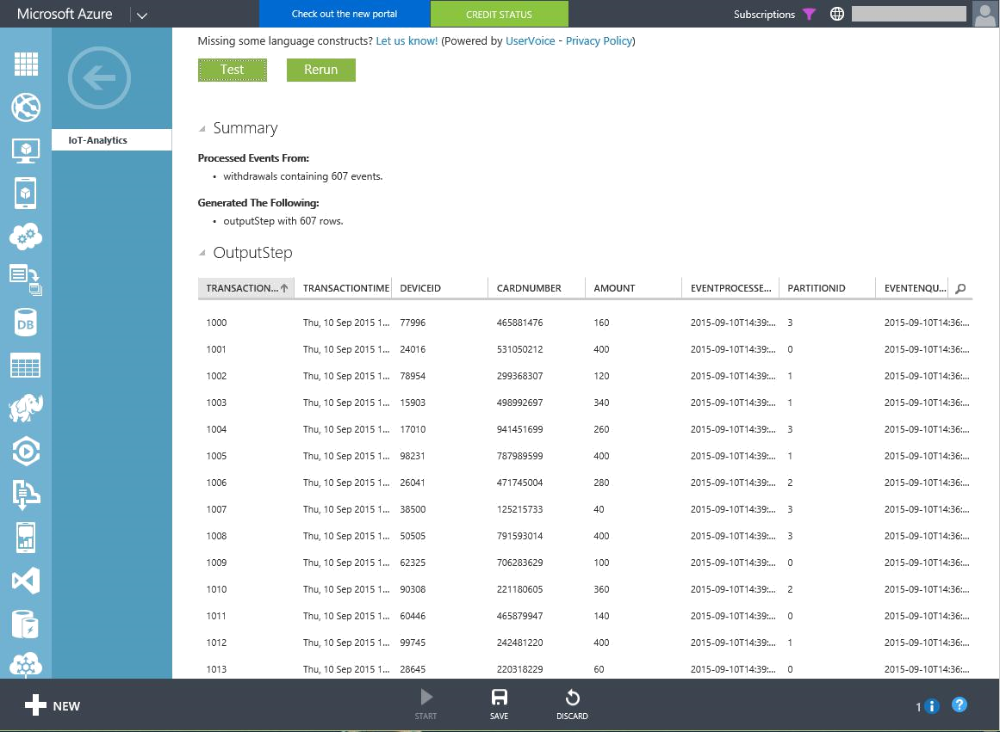 Microsoft Azure Check out the new portal CREDIT STATUS Subscriptions
Missing some language constructs? Let us know! (Powered by UserVoice - Privacy Policy)
Test Rerun
IoT-Analytics
Summary
Processed Events From:
• withdrawals containing 607 events.
Generated The Following:
• outputStep with 607 rows.
OutputStep
TRANSACTION... TRANSACTIONTIME DEVICEID CARDNUMBER AMOUNT EVENTPROCESSE... PARTITIONID EVENTENQU...
1000 Thu, 10 Sep 2015 1... 77996 465881476 160 2015-09-10T14:39:... 3 2015-09-10T14:36:...
1001 Thu, 10 Sep 2015 1... 24016 531050212 400 2015-09-10T14:39:... 0 2015-09-10T14:36:...
1002 Thu, 10 Sep 2015 1... 78954 299368307 120 2015-09-10T14:39:... 1 2015-09-10T14:36:...
1003 Thu, 10 Sep 2015 1... 15903 498992697 340 2015-09-10T14:39:... 1 2015-09-10T14:36:...
1004 Thu, 10 Sep 2015 1... 17010 941451699 260 2015-09-10T14:39:... 3 2015-09-10T14:36:...
1005 Thu, 10 Sep 2015 1... 98231 787989599 400 2015-09-10T14:39:... 1 2015-09-10T14:36:...
1006 Thu, 10 Sep 2015 1... 26041 471745004 280 2015-09-10T14:39:... 2 2015-09-10T14:36:...
1007 Thu, 10 Sep 2015 1... 38500 125215733 40 2015-09-10T14:39:... 3 2015-09-10T14:36:...
1008 Thu, 10 Sep 2015 1... 50505 791593014 400 2015-09-10T14:39:... 3 2015-09-10T14:36:...
1009 Thu, 10 Sep 2015 1... 62325 706283629 100 2015-09-10T14:39:... 0 2015-09-10T14:36:...
1010 Thu, 10 Sep 2015 1... 90308 221180605 360 2015-09-10T14:39:... 2 2015-09-10T14:36:...
1011 Thu, 10 Sep 2015 1... 60446 465879947 140 2015-09-10T14:39:... 0 2015-09-10T14:36:...
1012 Thu, 10 Sep 2015 1... 99745 242481220 400 2015-09-10T14:39:... 1 2015-09-10T14:36:...
1013 Thu, 10 Sep 2015 1... 28645 220318229 60 2015-09-10T14:39:... 0 2015-09-10T14:36:...
DB
NEW START SAVE DISCARD 1 i ?